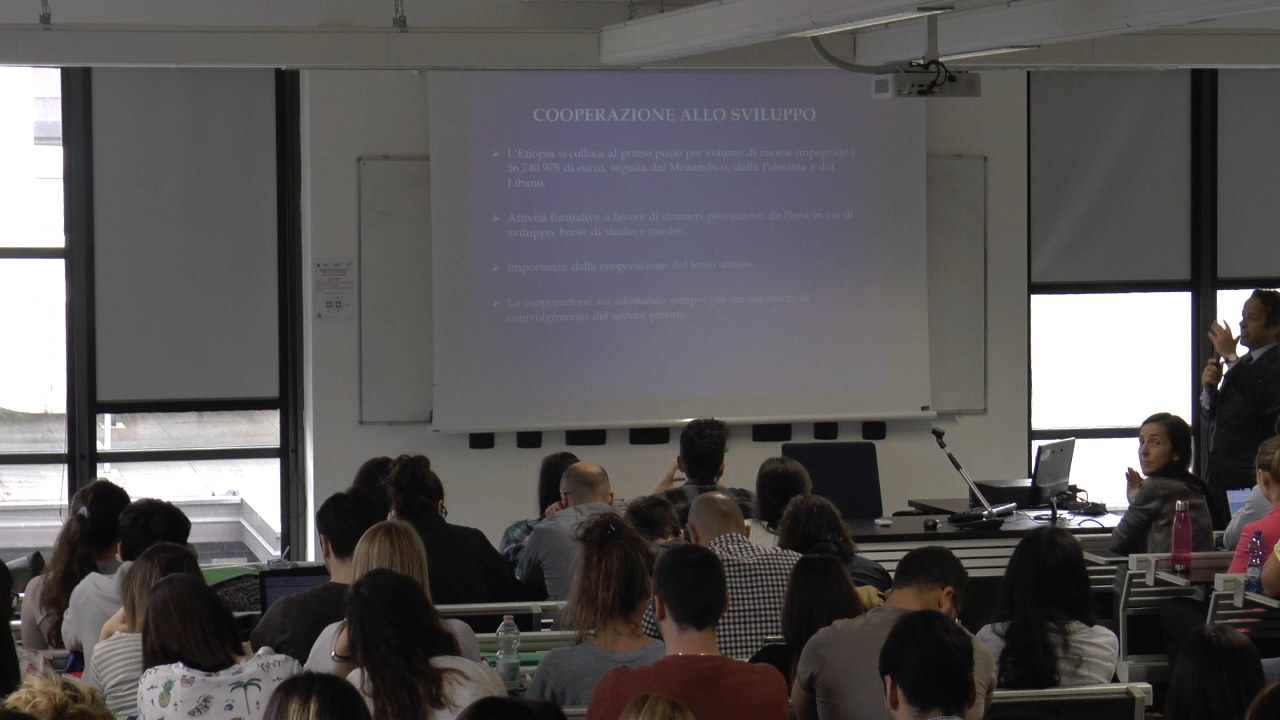 COOPERAZIONE ALLO SVILUPPO
➢ L'Etiopia si colloca al primo posto per volume di risorse impegnate (
56.740.978 di euro), seguita dal Mozambico, dalla Palestina e dal
Libano.
➢ Attività formative a favore di stranieri provenienti da Paesi in via di
sviluppo, borse di studio e master.
➢ Importanza della cooperazione del terzo settore.
➢ La cooperazione sta adottando sempre più un approccio di
coinvolgimento del settore privato.